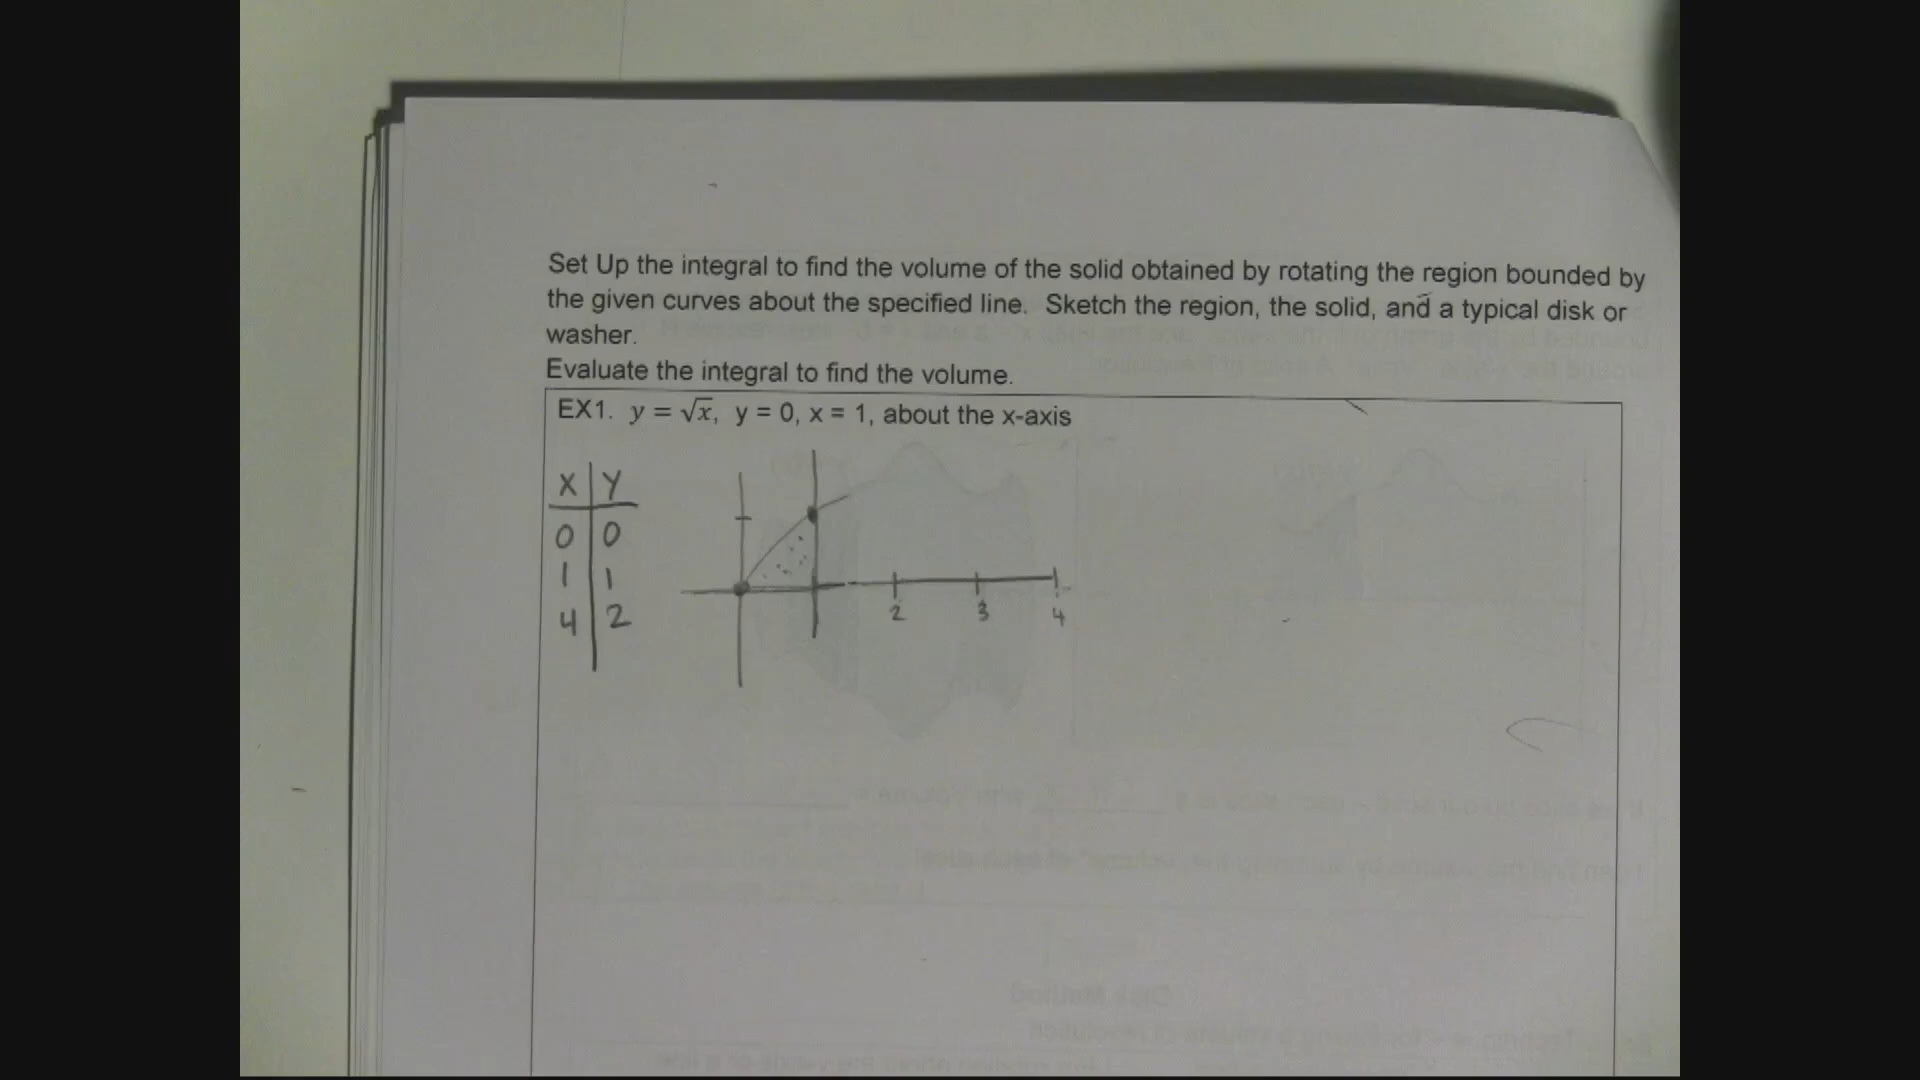 Set Up the integral to find the volume of the solid obtained by rotating the region bounded by
the given curves about the specified line. Sketch the region, the solid, and a typical disk or
washer.
Evaluate the integral to find the volume.
EX1. y = √x, y = 0, x = 1, about the x-axis
X Y
0 0
1 1
4 2
2 3 4